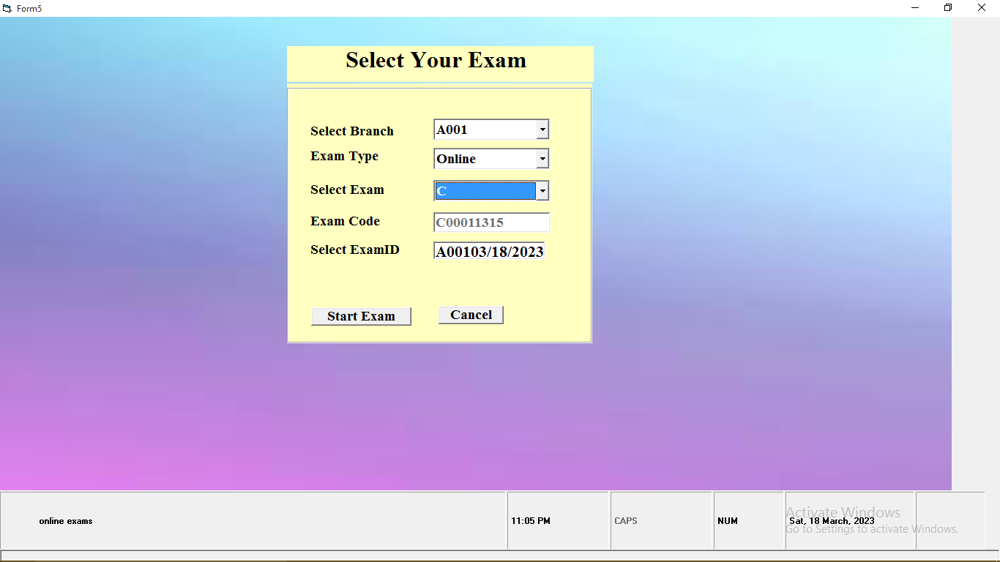 Form5
Select Your Exam
Select Branch A001
Exam Type Online
Select Exam C
Exam Code C00011315
Select ExamID A00103/18/2023
Start Exam Cancel
Activate Windows
online exams 11:05 PM CAPS NUM Sat, 18 March, 2023
Go to Settings to activate Windows.